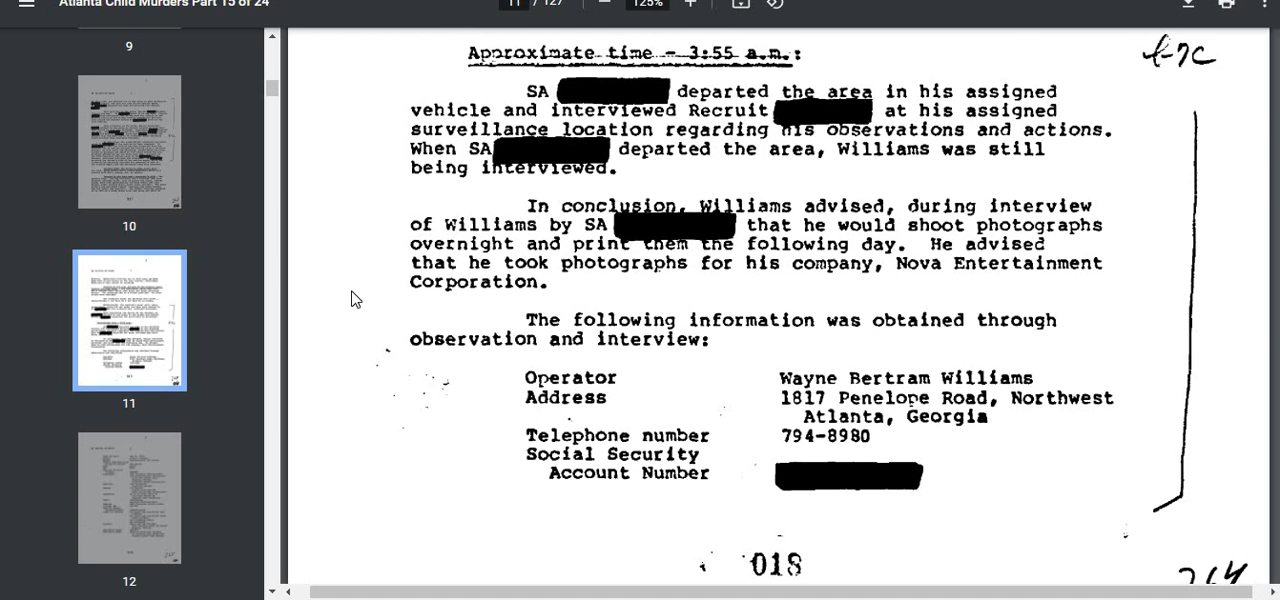 Atlanta Child Murders Part 15 of 24
11 / 127
125%
9
10
11
12
Approximate time - 3:55 a.m.:
b-7C
SA departed the area in his assigned
vehicle and interviewed Recruit at his assigned
surveillance location regarding his observations and actions.
When SA departed the area, Williams was still
being interviewed.
In conclusion, Williams advised, during interview
of Williams by SA that he would shoot photographs
overnight and print them the following day. He advised
that he took photographs for his company, Nova Entertainment
Corporation.
The following information was obtained through
observation and interview:
Operator Wayne Bertram Williams
Address 1817 Penelope Road, Northwest
Atlanta, Georgia
Telephone number 794-8980
Social Security
Account Number
018
264